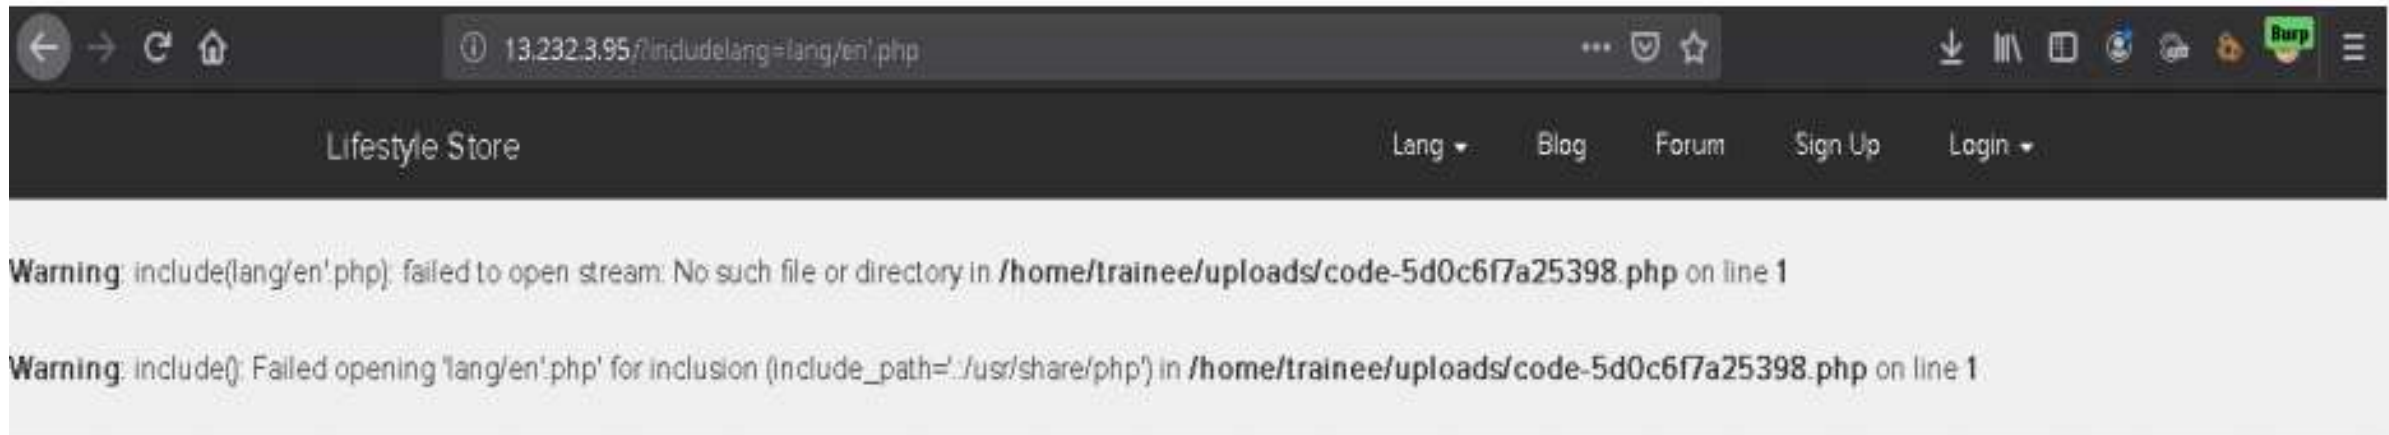 13.232.3.95/?includelang=lang/en'.php
Burp
Lifestyle Store Lang Blog Forum Sign Up Login
Warning: include(lang/en'.php): failed to open stream: No such file or directory in /home/trainee/uploads/code-5d0c6f7a25398.php on line 1
Warning: include(): Failed opening 'lang/en'.php' for inclusion (include_path='.:/usr/share/php') in /home/trainee/uploads/code-5d0c6f7a25398.php on line 1